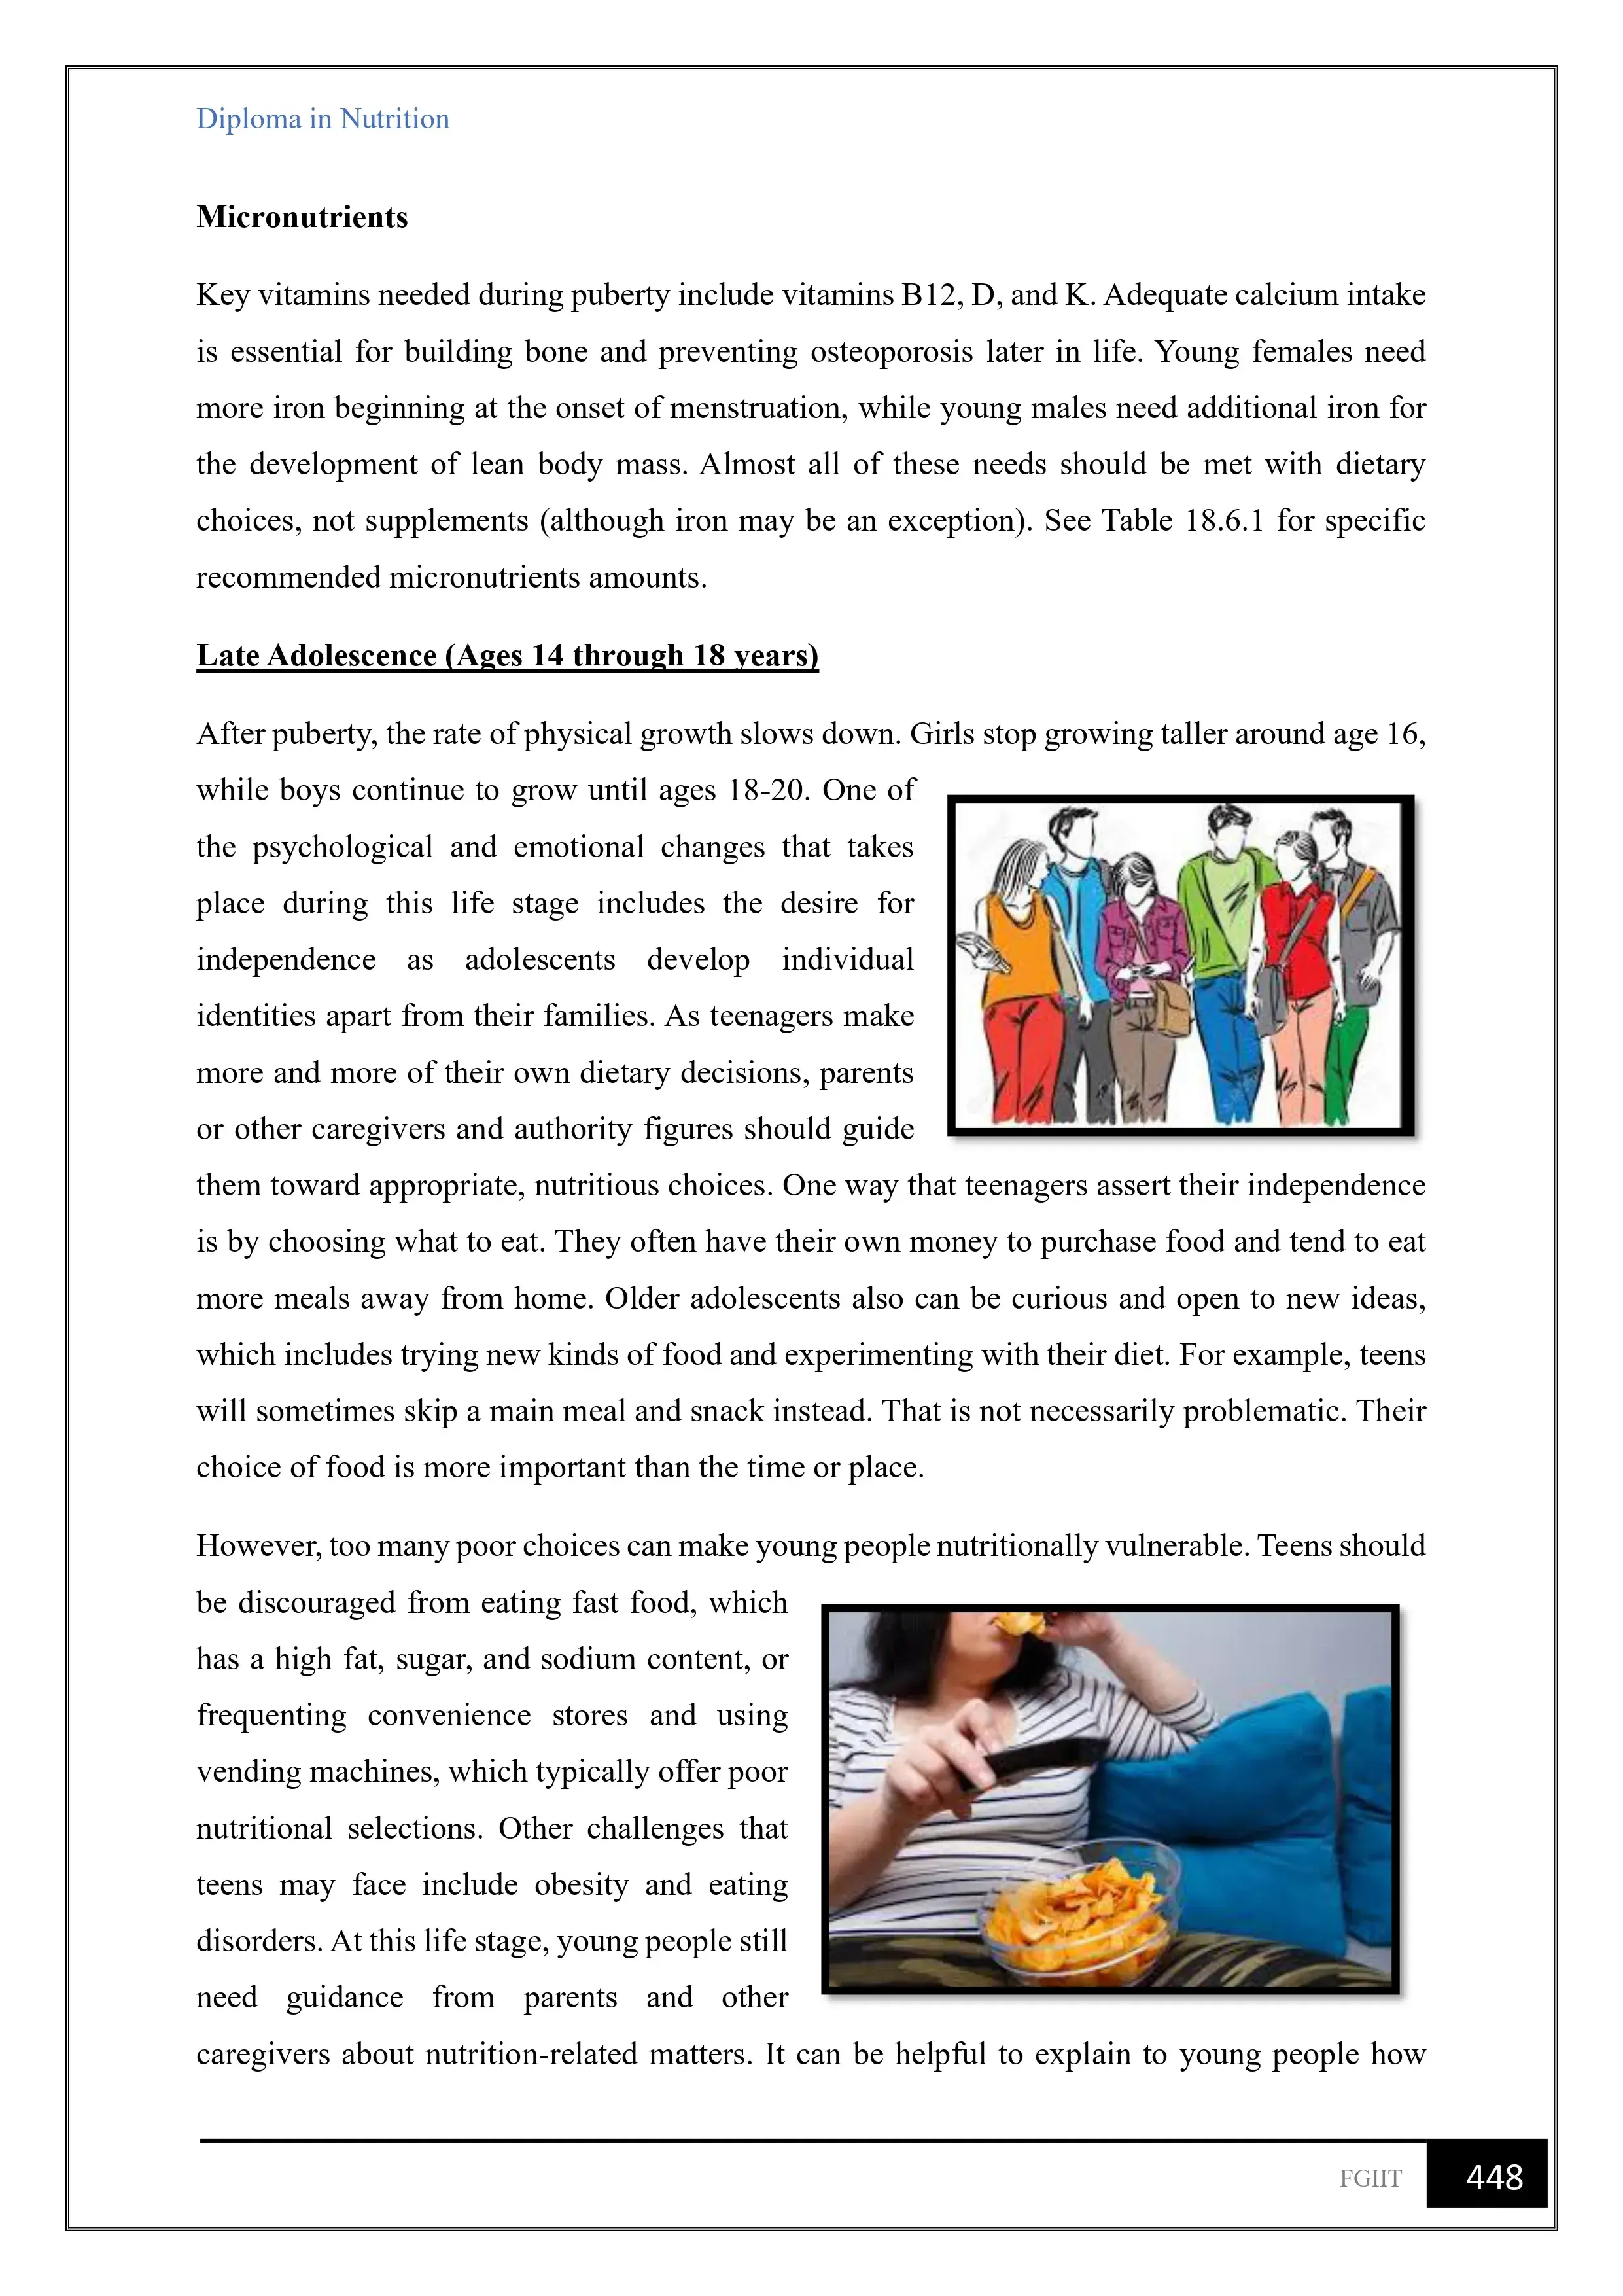 Diploma in Nutrition
Micronutrients
Key vitamins needed during puberty include vitamins B12, D, and K. Adequate calcium intake
is essential for building bone and preventing osteoporosis later in life. Young females need
more iron beginning at the onset of menstruation, while young males need additional iron for
the development of lean body mass. Almost all of these needs should be met with dietary
choices, not supplements (although iron may be an exception). See Table 18.6.1 for specific
recommended micronutrients amounts.
Late Adolescence (Ages 14 through 18 years)
After puberty, the rate of physical growth slows down. Girls stop growing taller around age 16,
while boys continue to grow until ages 18-20. One of
the psychological and emotional changes that takes
place during this life stage includes the desire for
independence as adolescents develop individual
identities apart from their families. As teenagers make
more and more of their own dietary decisions, parents
or other caregivers and authority figures should guide
them toward appropriate, nutritious choices. One way that teenagers assert their independence
is by choosing what to eat. They often have their own money to purchase food and tend to eat
more meals away from home. Older adolescents also can be curious and open to new ideas,
which includes trying new kinds of food and experimenting with their diet. For example, teens
will sometimes skip a main meal and snack instead. That is not necessarily problematic. Their
choice of food is more important than the time or place.
However, too many poor choices can make young people nutritionally vulnerable. Teens should
be discouraged from eating fast food, which
has a high fat, sugar, and sodium content, or
frequenting convenience stores and using
vending machines, which typically offer poor
nutritional selections. Other challenges that
teens may face include obesity and eating
disorders. At this life stage, young people still
need guidance from parents and other
caregivers about nutrition-related matters. It can be helpful to explain to young people how
FGIIT 448